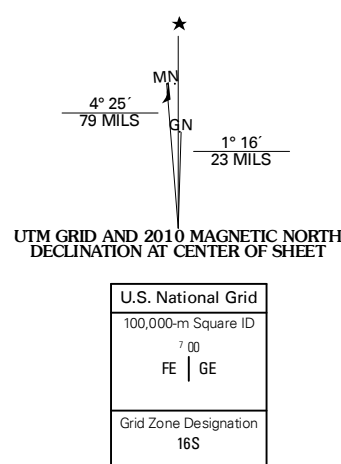 ★
MN
4° 25´
79 MILS
GN
1° 16´
23 MILS
UTM GRID AND 2010 MAGNETIC NORTH
DECLINATION AT CENTER OF SHEET
U.S. National Grid
100,000-m Square ID
7 00
FE | GE
Grid Zone Designation
16S